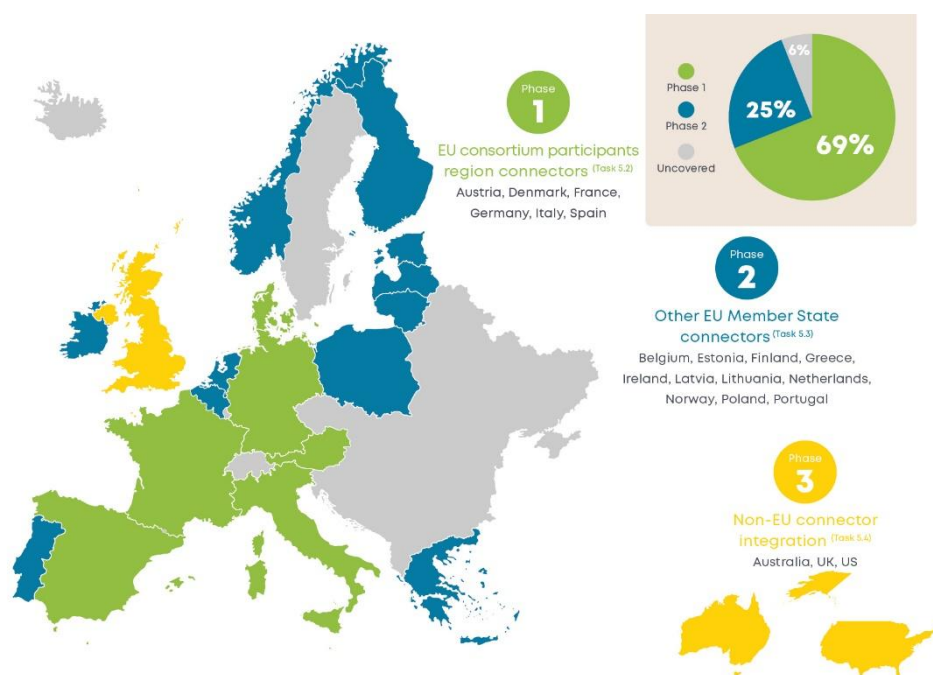 Phase
1
EU consortium participants
region connectors (Task 5.2)
Austria, Denmark, France,
Germany, Italy, Spain
Phase 1
Phase 2
Uncovered
6%
25%
69%
Phase
2
Other EU Member State
connectors (Task 5.3)
Belgium, Estonia, Finland, Greece,
Ireland, Latvia, Lithuania, Netherlands,
Norway, Poland, Portugal
Phase
3
Non-EU connector
integration (Task 5.4)
Australia, UK, US